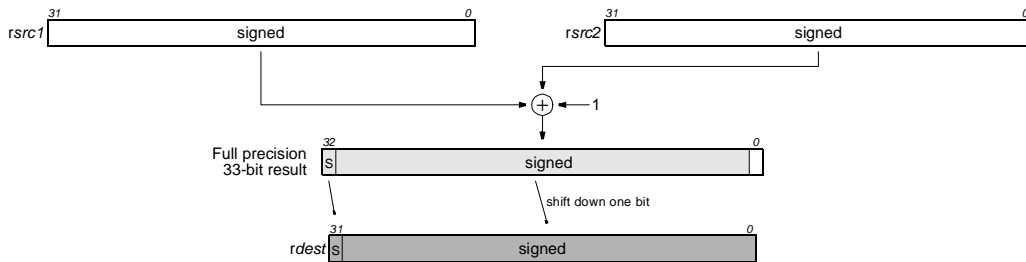 31 0 31 0
rsrc1 signed rsrc2 signed
+ 1
32 0
Full precision
33-bit result
S signed
shift down one bit
31 0
rdest S signed